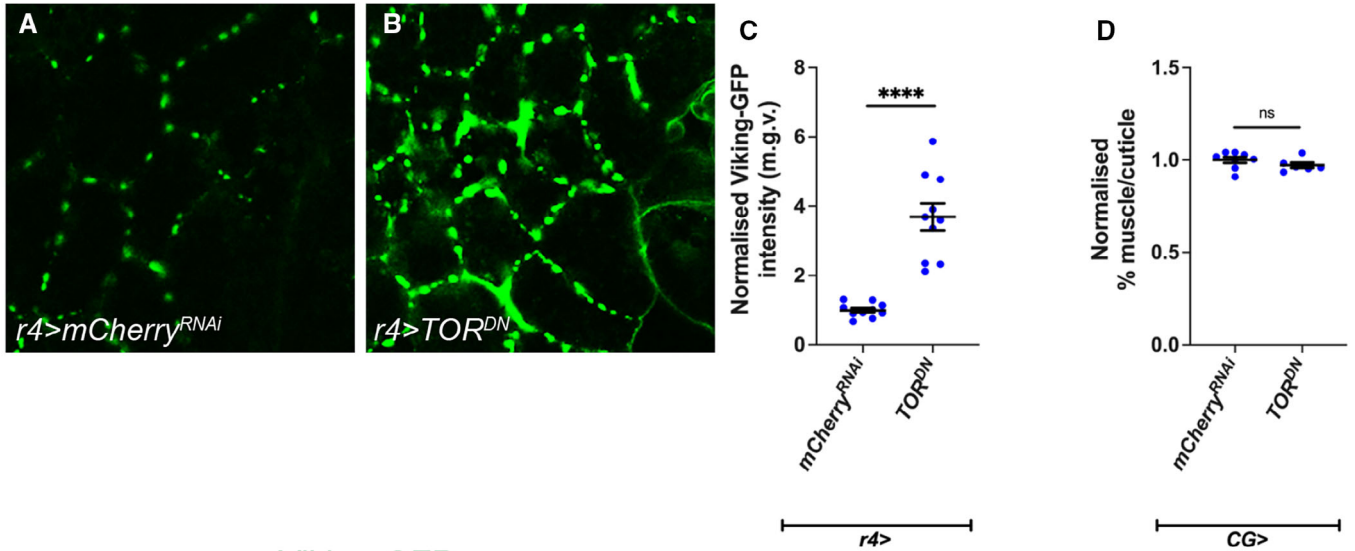 A
r4>mCherryRNAi
B
r4>TORDN
C
Normalised Viking-GFP
intensity (m.g.v.)
8
6
4
2
0
****
mCherryRNAi
TORDN
r4>
D
Normalised
% muscle/cuticle
1.5
1.0
0.5
0.0
ns
mCherryRNAi
TORDN
CG>